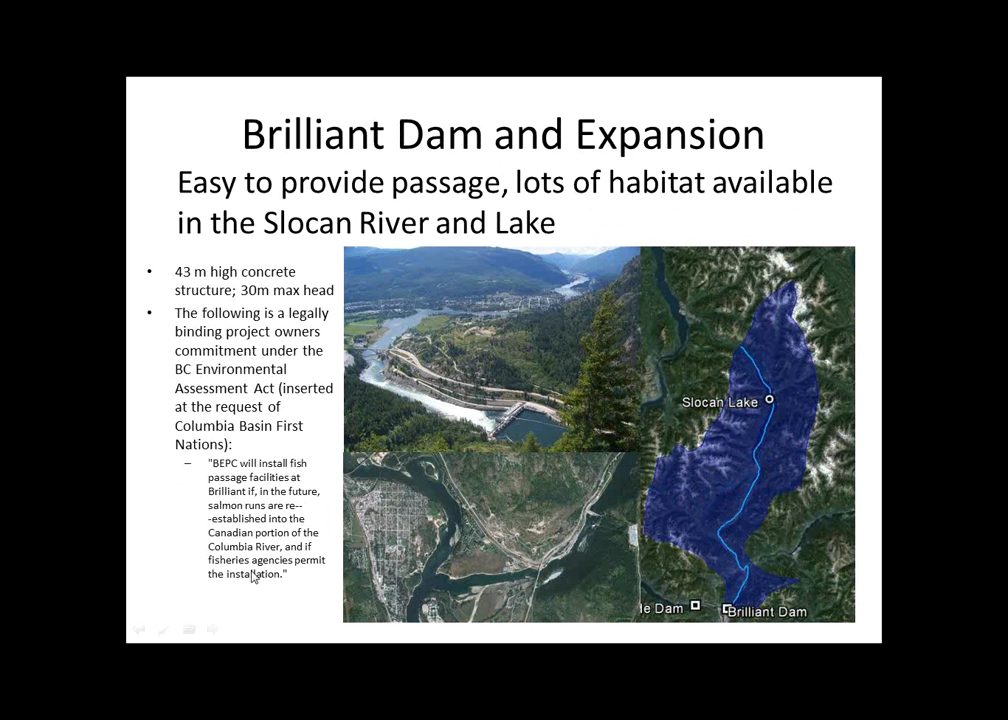 Brilliant Dam and Expansion
Easy to provide passage, lots of habitat available
in the Slocan River and Lake
• 43 m high concrete
structure; 30m max head
• The following is a legally
binding project owners
commitment under the
BC Environmental
Assessment Act (inserted
at the request of
Columbia Basin First
Nations):
– "BEPC will install fish
passage facilities at
Brilliant if, in the future,
salmon runs are re--
-established into the
Canadian portion of the
Columbia River, and if
fisheries agencies permit
the installation."
Slocan Lake
le Dam
Brilliant Dam